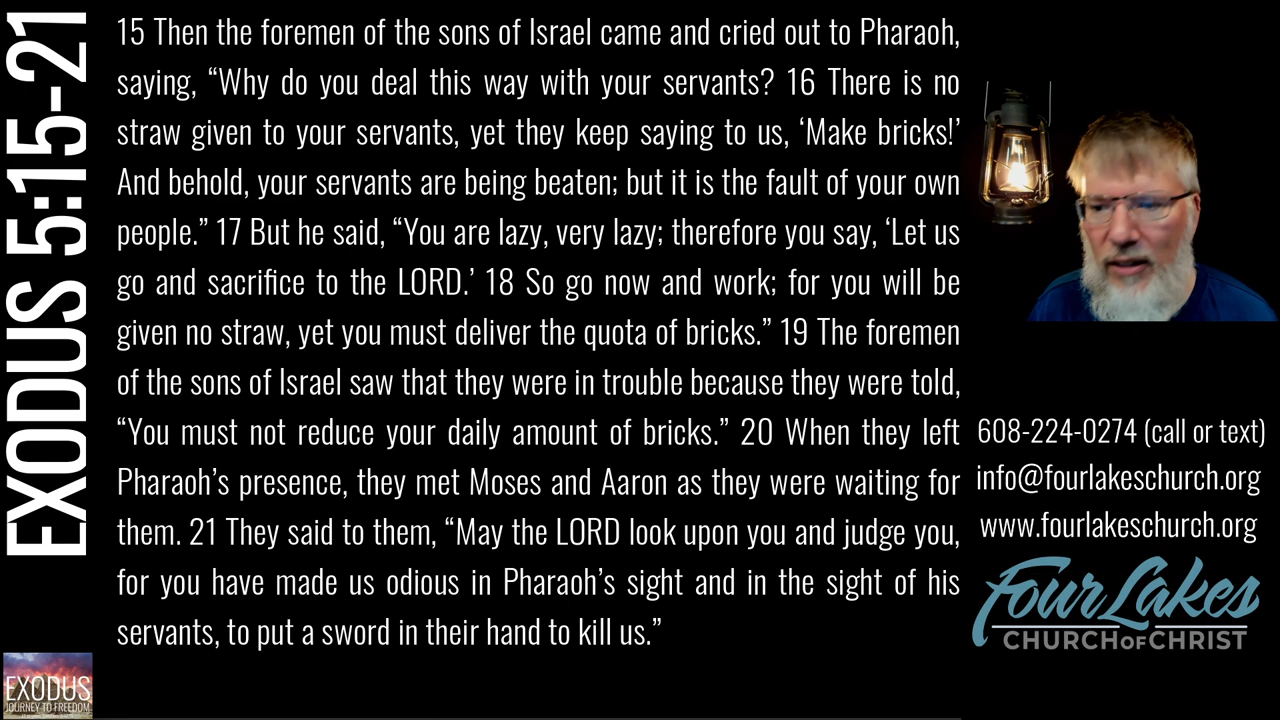 EXODUS 5:15-21
15 Then the foremen of the sons of Israel came and cried out to Pharaoh,
saying, “Why do you deal this way with your servants? 16 There is no
straw given to your servants, yet they keep saying to us, ‘Make bricks!’
And behold, your servants are being beaten; but it is the fault of your own
people.” 17 But he said, “You are lazy, very lazy; therefore you say, ‘Let us
go and sacrifice to the LORD.’ 18 So go now and work; for you will be
given no straw, yet you must deliver the quota of bricks.” 19 The foremen
of the sons of Israel saw that they were in trouble because they were told,
“You must not reduce your daily amount of bricks.” 20 When they left
Pharaoh’s presence, they met Moses and Aaron as they were waiting for
them. 21 They said to them, “May the LORD look upon you and judge you,
for you have made us odious in Pharaoh’s sight and in the sight of his
servants, to put a sword in their hand to kill us.”
608-224-0274 (call or text)
info@fourlakeschurch.org
www.fourlakeschurch.org
Four Lakes
CHURCH OF CHRIST
EXODUS
JOURNEY TO FREEDOM